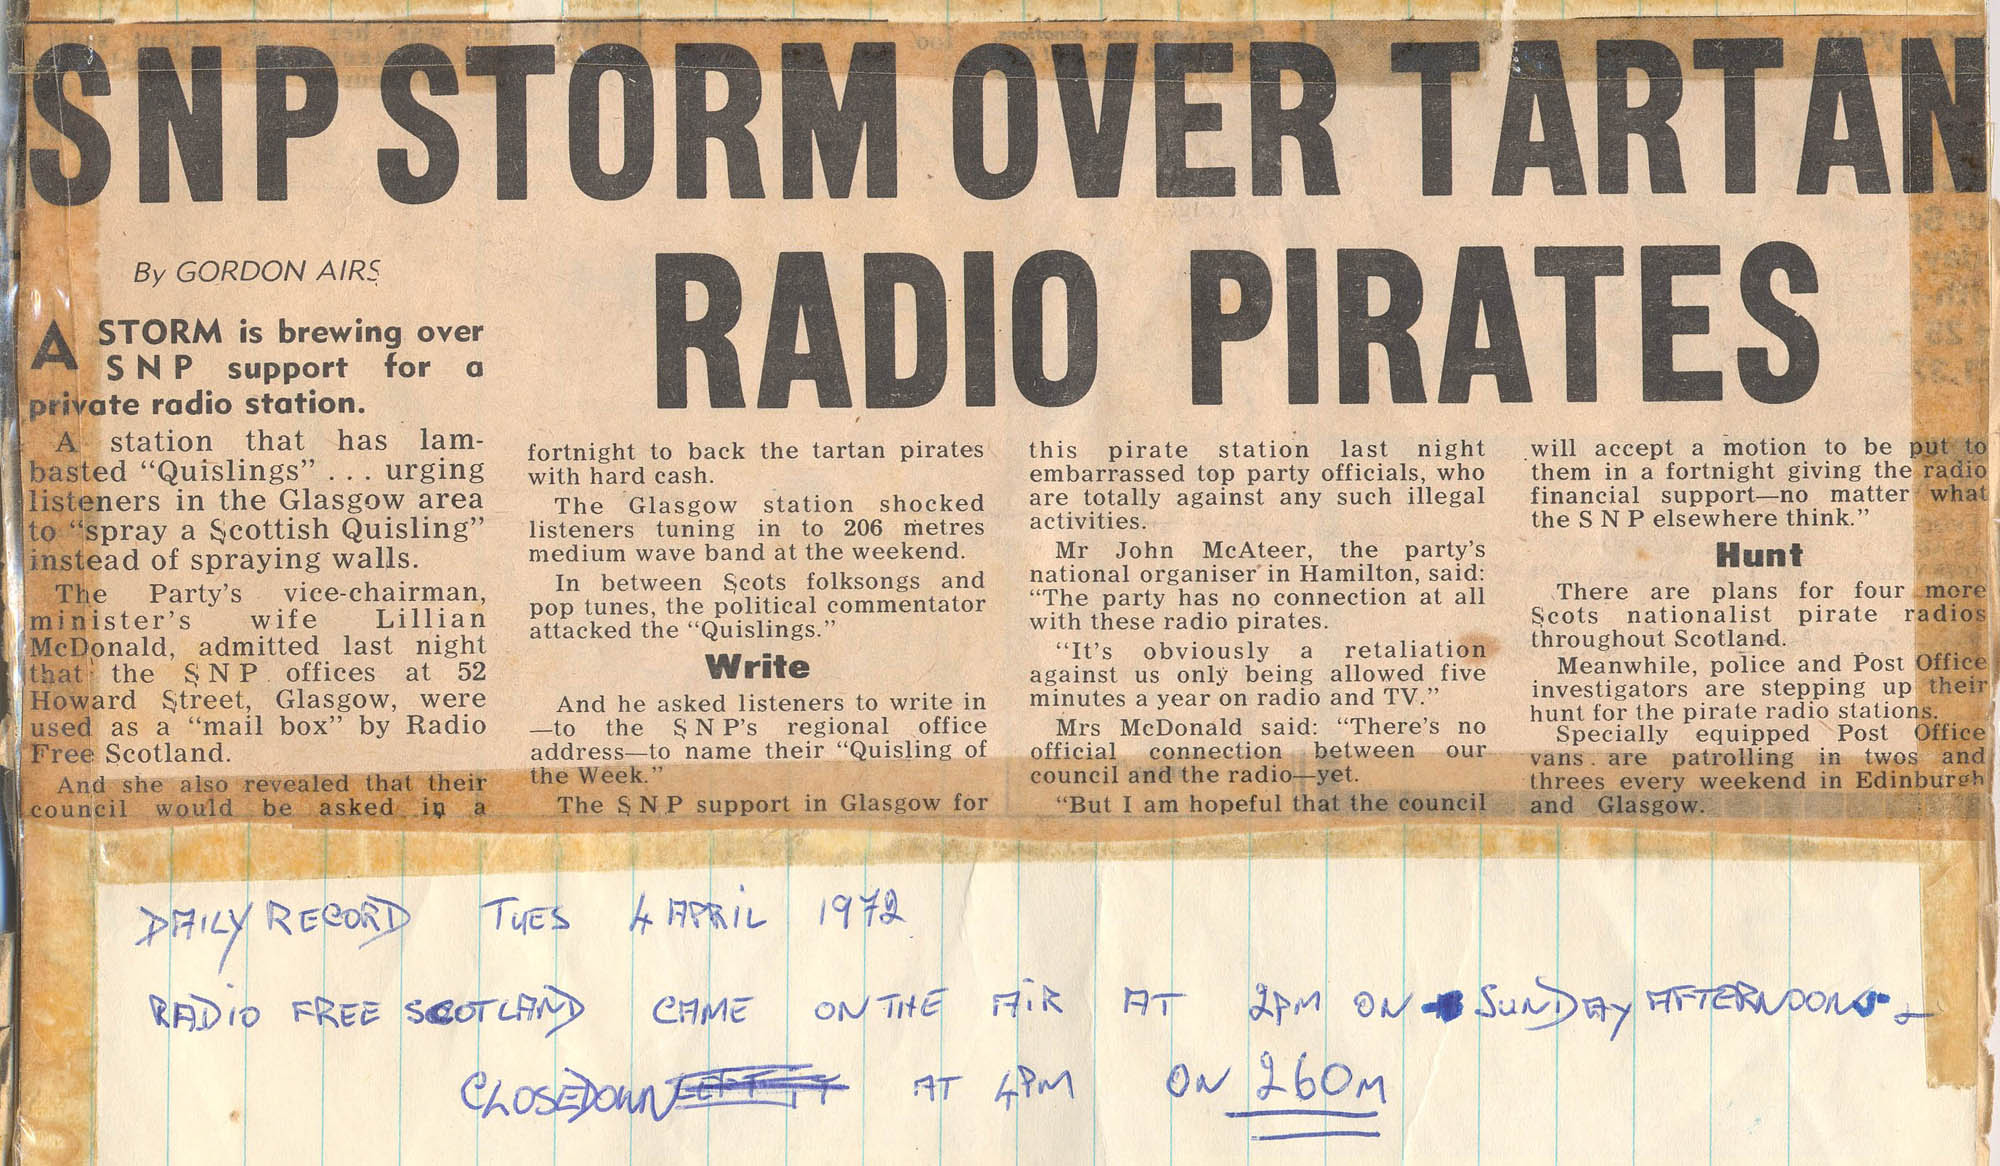 SNP STORM OVER TARTAN
RADIO PIRATES
By GORDON AIRS
A STORM is brewing over
SNP support for a
private radio station.
A station that has lam-
basted "Quislings" . . . urging
listeners in the Glasgow area
to "spray a Scottish Quisling"
instead of spraying walls.
The Party's vice-chairman,
minister's wife Lillian
McDonald, admitted last night
that the SNP offices at 52
Howard Street, Glasgow, were
used as a "mail box" by Radio
Free Scotland.
And she also revealed that their
council would be asked in a
fortnight to back the tartan pirates
with hard cash.
The Glasgow station shocked
listeners tuning in to 206 metres
medium wave band at the weekend.
In between Scots folksongs and
pop tunes, the political commentator
attacked the "Quislings."
Write
And he asked listeners to write in
—to the SNP's regional office
address—to name their "Quisling of
the Week."
The SNP support in Glasgow for
this pirate station last night
embarrassed top party officials, who
are totally against any such illegal
activities.
Mr John McAteer, the party's
national organiser in Hamilton, said:
"The party has no connection at all
with these radio pirates.
"It's obviously a retaliation
against us only being allowed five
minutes a year on radio and TV."
Mrs McDonald said: "There's no
official connection between our
council and the radio—yet.
"But I am hopeful that the council
will accept a motion to be put to
them in a fortnight giving the radio
financial support—no matter what
the SNP elsewhere think."
Hunt
There are plans for four more
Scots nationalist pirate radios
throughout Scotland.
Meanwhile, police and Post Office
investigators are stepping up their
hunt for the pirate radio stations.
Specially equipped Post Office
vans are patrolling in twos and
threes every weekend in Edinburgh
and Glasgow.
DAILY RECORD TUES 4 APRIL 1972
RADIO FREE SCOTLAND CAME ON THE AIR AT 2PM ON SUNDAY AFTERNOONS
CLOSEDOWN AT 4PM ON 260M